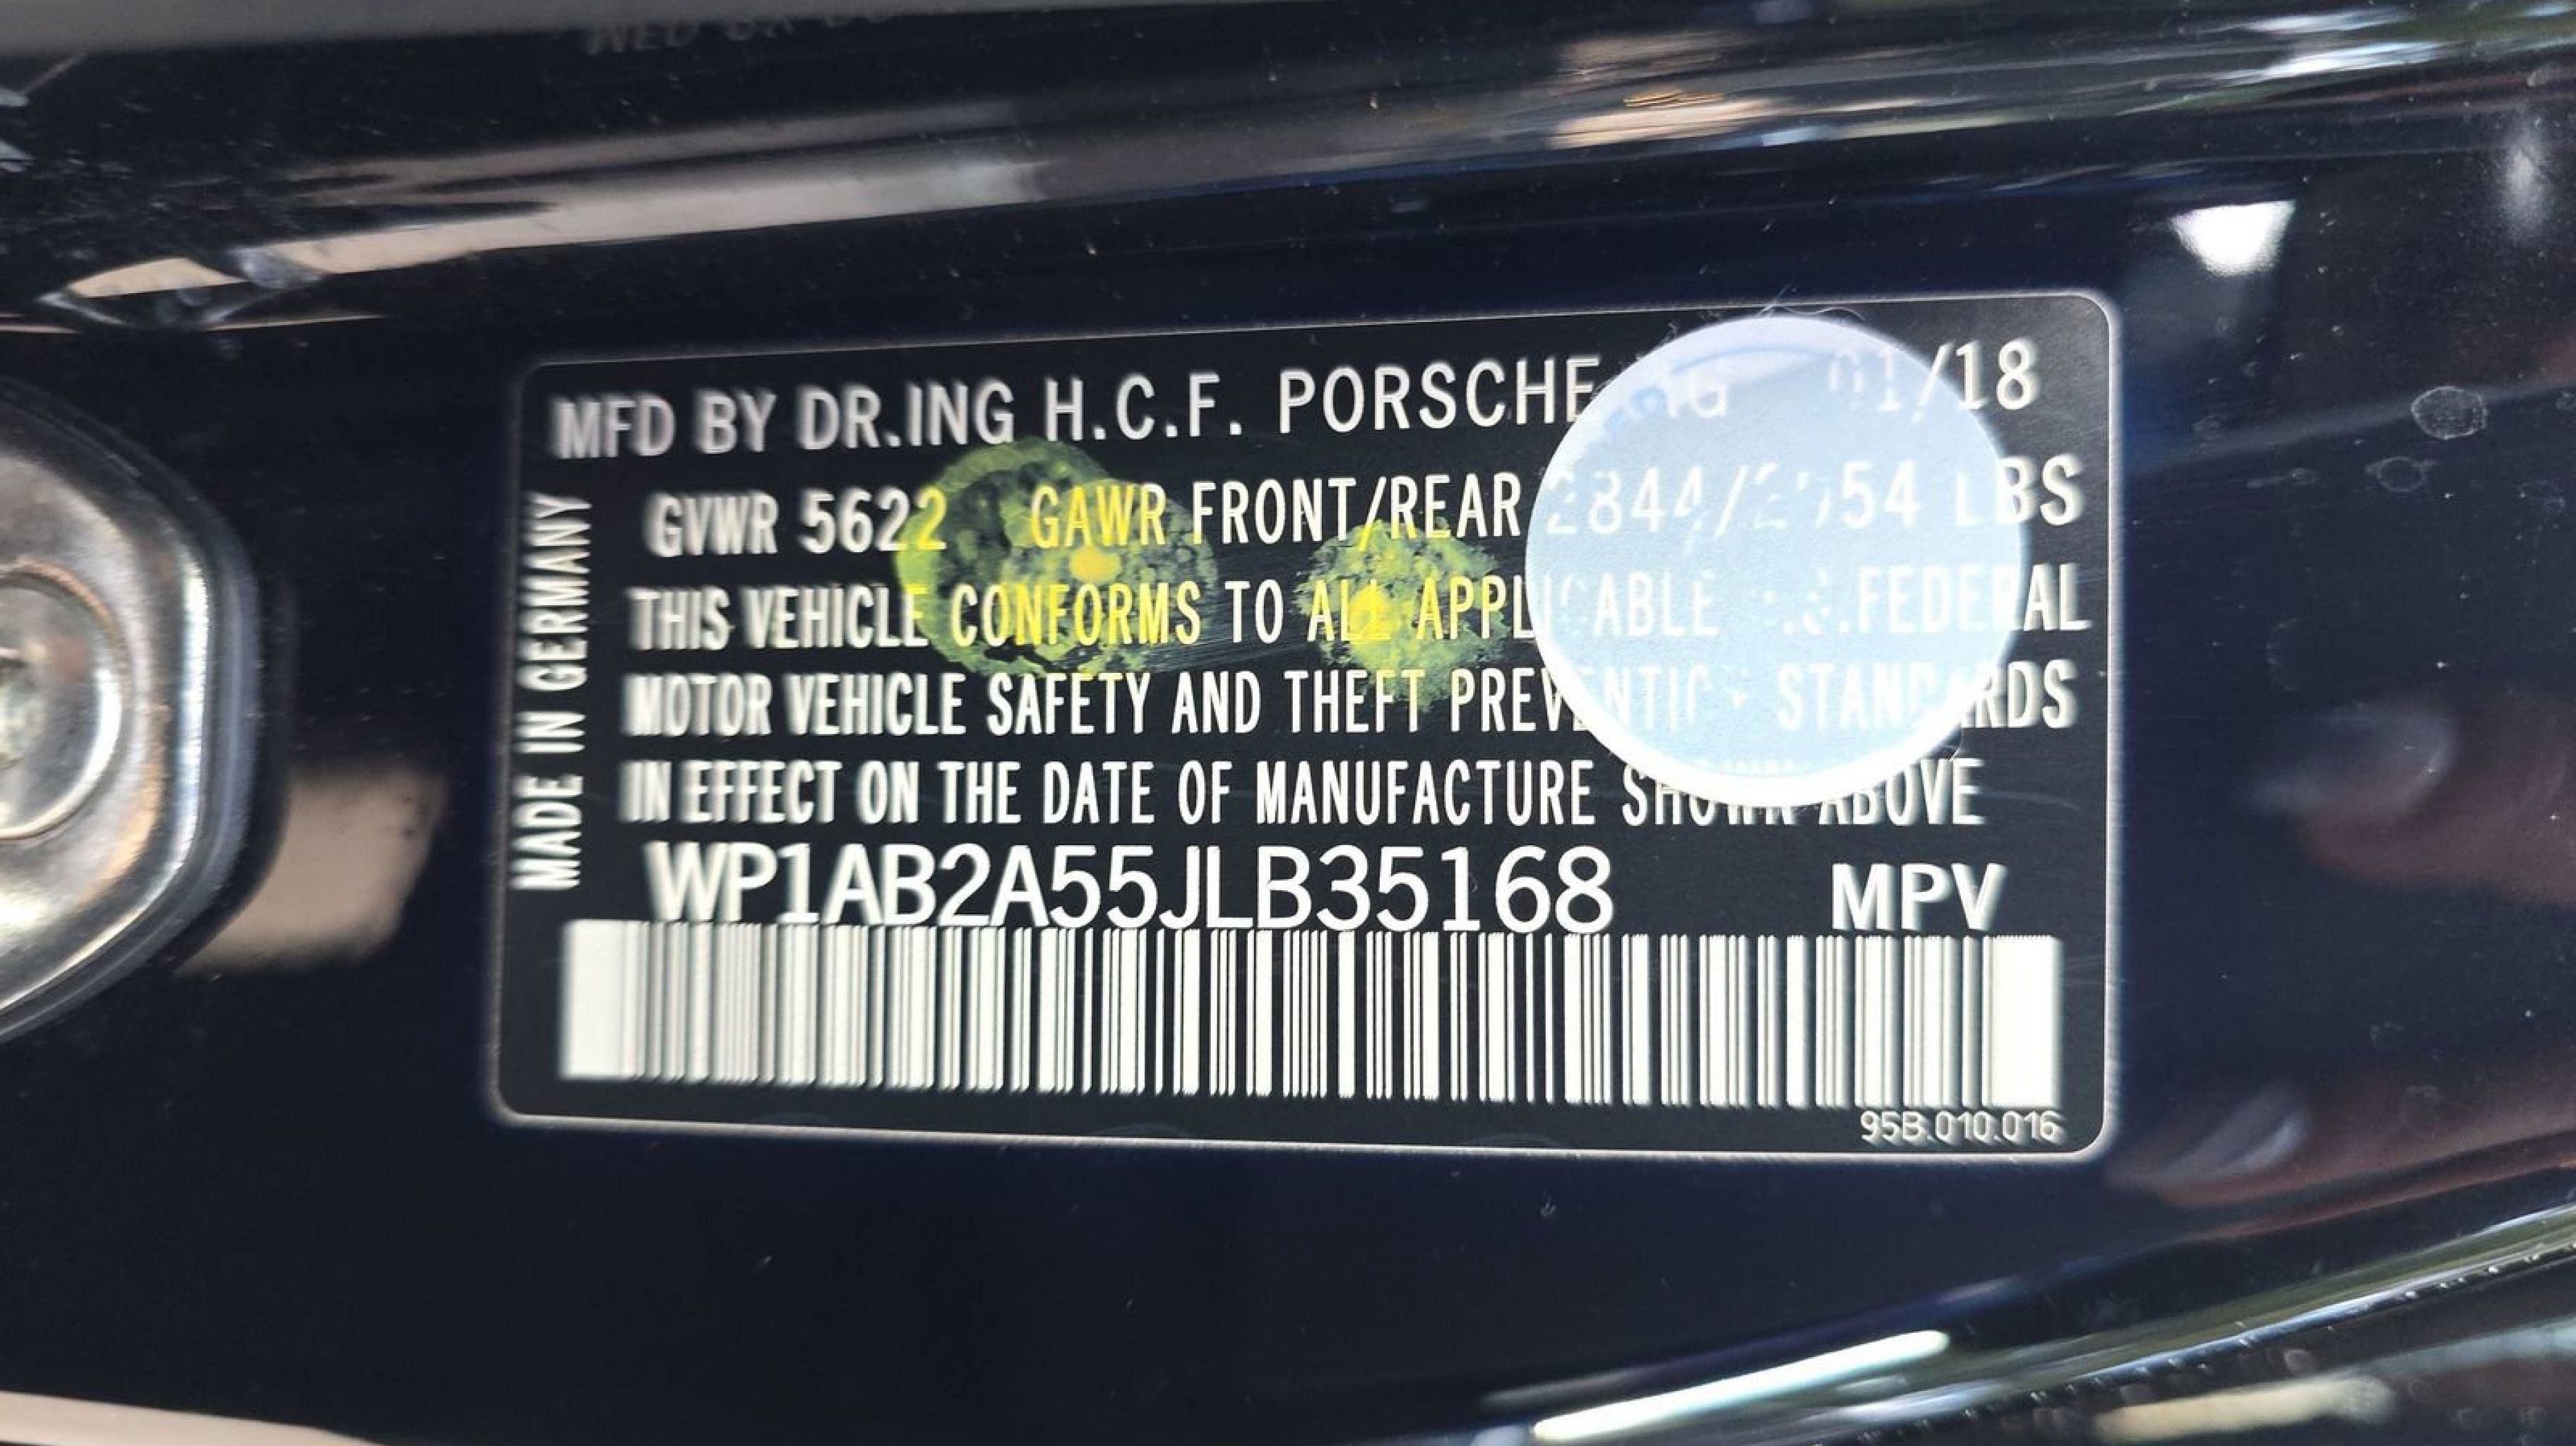 MFD BY DR.ING H.C.F. PORSCHE AG 01/18
GVWR 5622 GAWR FRONT/REAR LBS
THIS VEHICLE CONFORMS TO ALL APPLICABLE U.S.FEDERAL
MOTOR VEHICLE SAFETY AND THEFT PREVENTION STANDARDS
IN EFFECT ON THE DATE OF MANUFACTURE SHOWN ABOVE
WP1AB2A55JLB35168 MPV
95B.010.016
MADE IN GERMANY